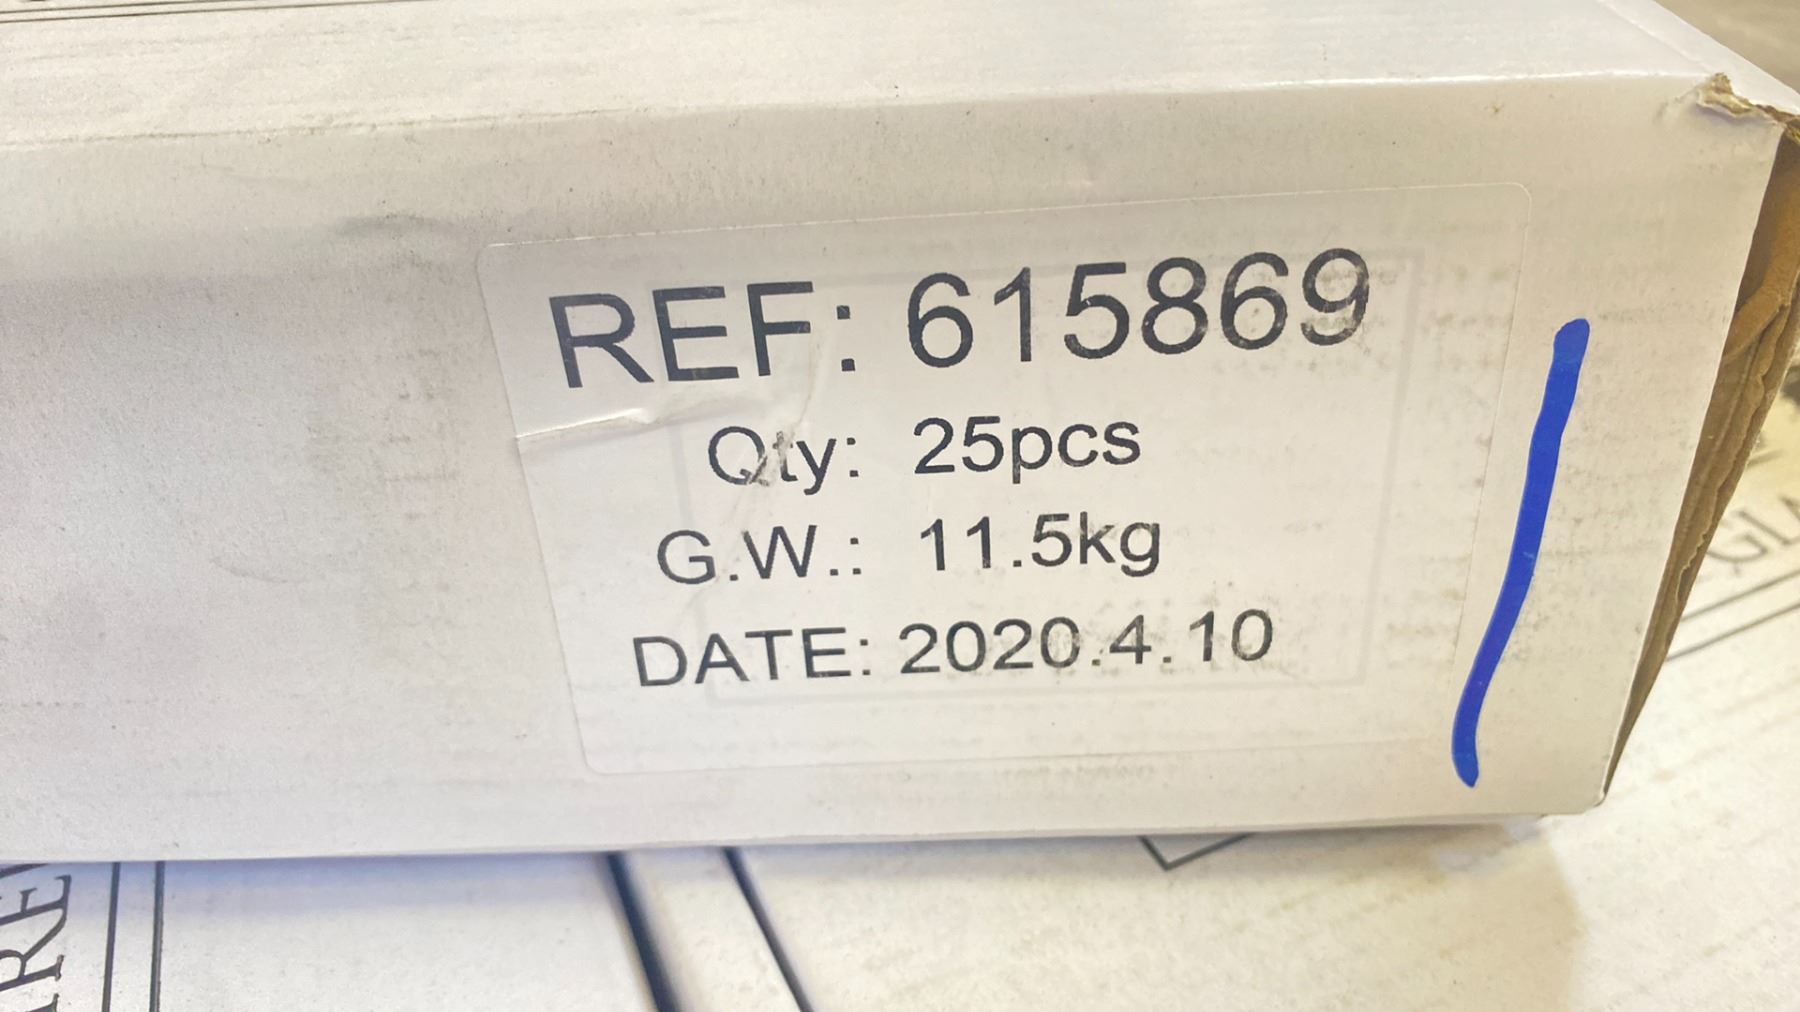 REF: 615869
Qty: 25pcs
G.W.: 11.5kg
DATE: 2020.4.10